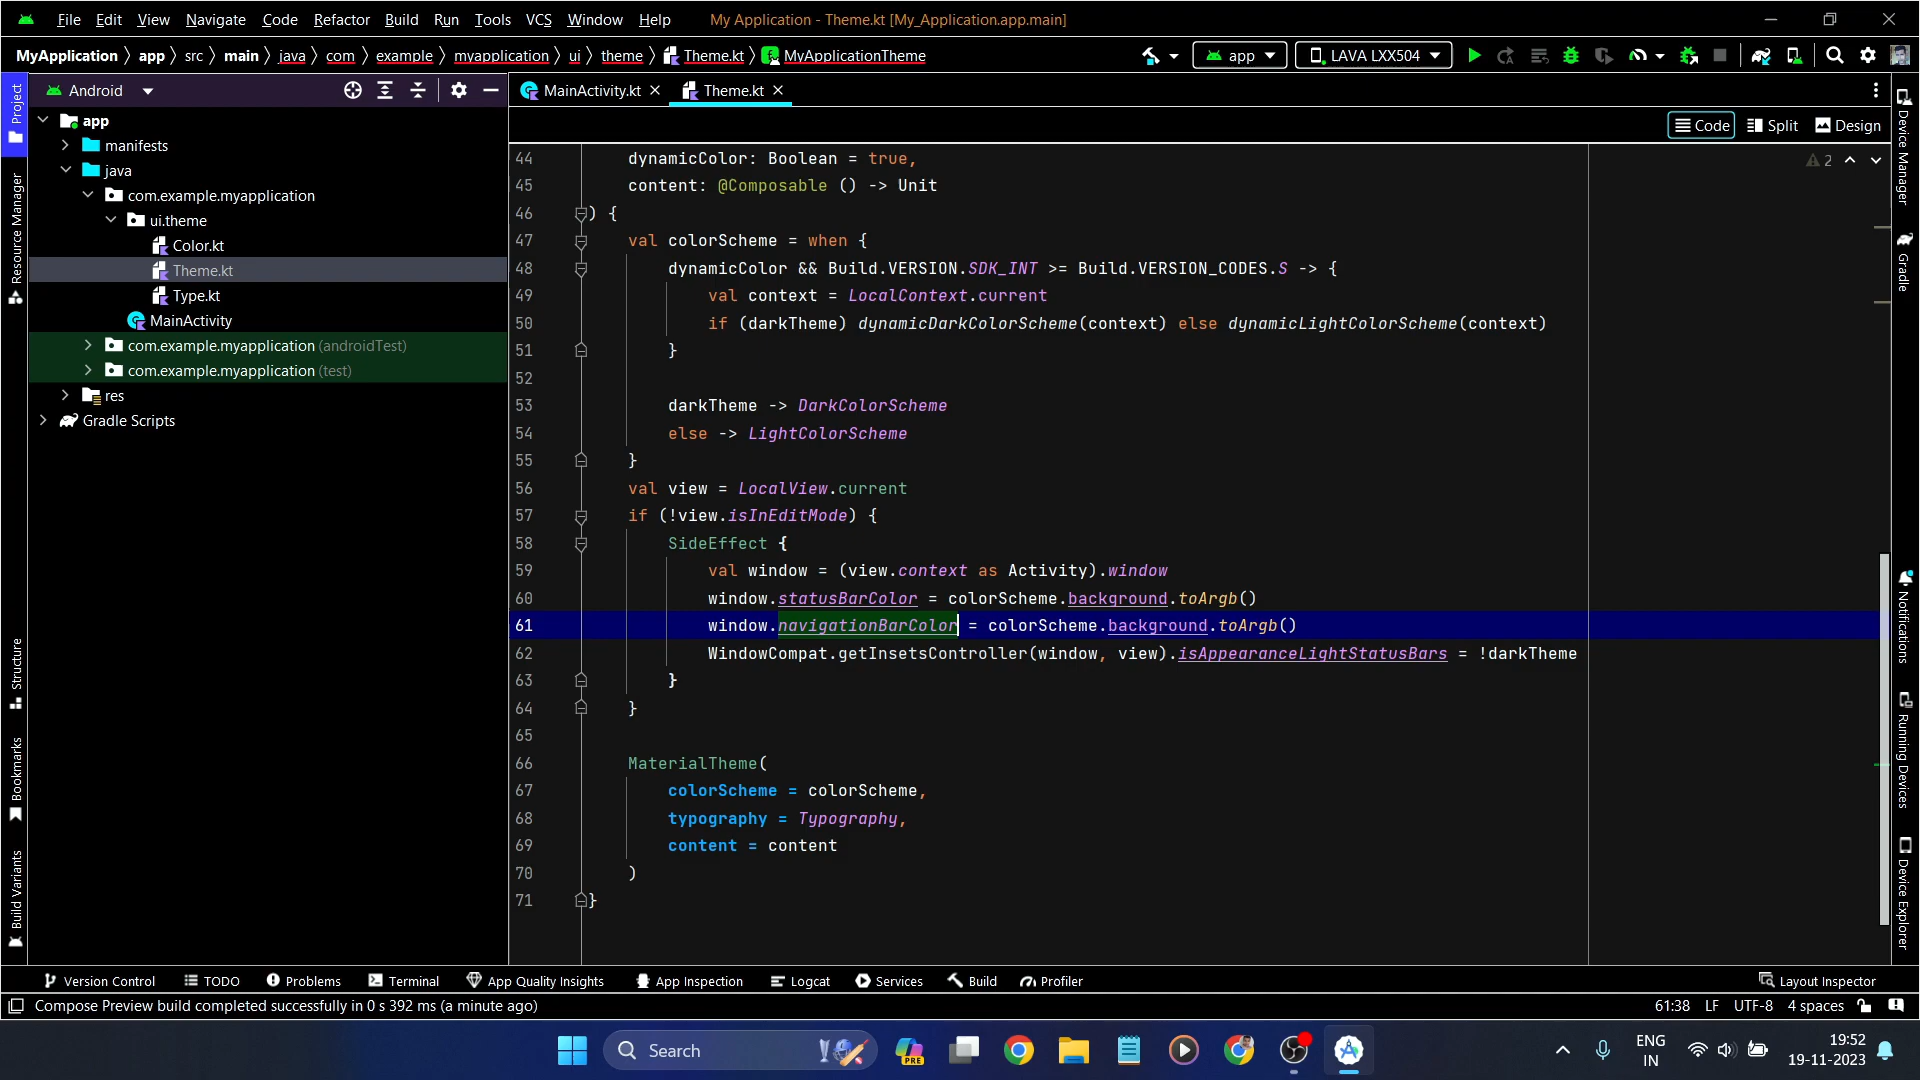 File Edit View Navigate Code Refactor Build Run Tools VCS Window Help My Application - Theme.kt [My_Application.app.main]
MyApplication app src main java com example myapplication ui theme Theme.kt MyApplicationTheme app LAVA LXX504
Project
Resource Manager
Structure
Bookmarks
Build Variants
Android
app
manifests
java
com.example.myapplication
ui.theme
Color.kt
Theme.kt
Type.kt
MainActivity
com.example.myapplication (androidTest)
com.example.myapplication (test)
res
Gradle Scripts
MainActivity.kt Theme.kt
Code Split Design
2
44 dynamicColor: Boolean = true,
45 content: @Composable () -> Unit
46 ) {
47 val colorScheme = when {
48 dynamicColor && Build.VERSION.SDK_INT >= Build.VERSION_CODES.S -> {
49 val context = LocalContext.current
50 if (darkTheme) dynamicDarkColorScheme(context) else dynamicLightColorScheme(context)
51 }
52
53 darkTheme -> DarkColorScheme
54 else -> LightColorScheme
55 }
56 val view = LocalView.current
57 if (!view.isInEditMode) {
58 SideEffect {
59 val window = (view.context as Activity).window
60 window.statusBarColor = colorScheme.background.toArgb()
61 window.navigationBarColor = colorScheme.background.toArgb()
62 WindowCompat.getInsetsController(window, view).isAppearanceLightStatusBars = !darkTheme
63 }
64 }
65
66 MaterialTheme(
67 colorScheme = colorScheme,
68 typography = Typography,
69 content = content
70 )
71 }
Device Manager
Gradle
Notifications
Running Devices
Device Explorer
Version Control TODO Problems Terminal App Quality Insights App Inspection Logcat Services Build Profiler Layout Inspector
Compose Preview build completed successfully in 0 s 392 ms (a minute ago) 61:38 LF UTF-8 4 spaces
Search PRE ENG IN 19:52 19-11-2023